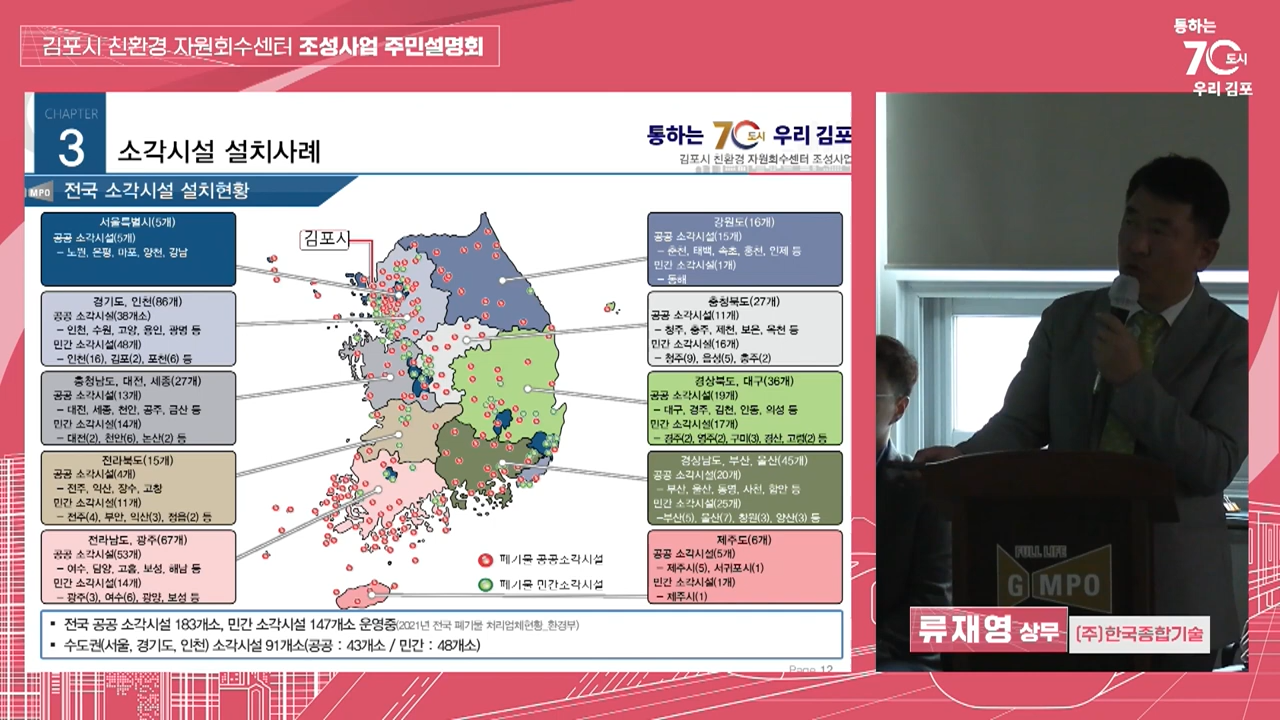 김포시 친환경 자원회수센터 조성사업 주민설명회
통하는
70 도시
우리 김포
CHAPTER
3
소각시설 설치사례
통하는 70 도시 우리 김포
김포시 친환경 자원회수센터 조성사업
MPO 전국 소각시설 설치현황
서울특별시(5개)
공공 소각시설(5개)
- 노원, 은평, 마포, 양천, 강남
경기도, 인천(86개)
공공 소각시설(38개소)
- 인천, 수원, 고양, 용인, 광명 등
민간 소각시설(48개)
- 인천(16), 김포(2), 포천(6) 등
충청남도, 대전, 세종(27개)
공공 소각시설(13개)
- 대전, 세종, 천안, 공주, 금산 등
민간 소각시설(14개)
- 대전(2), 천안(6), 논산(2) 등
전라북도(15개)
공공 소각시설(4개)
- 전주, 익산, 장수, 고창
민간 소각시설(11개)
- 전주(4), 부안, 익산(3), 정읍(2) 등
전라남도, 광주(67개)
공공 소각시설(53개)
- 여수, 담양, 고흥, 보성, 해남 등
민간 소각시설(14개)
- 광주(3), 여수(6), 광양, 보성 등
김포시
강원도(16개)
공공 소각시설(15개)
- 춘천, 태백, 속초, 홍천, 인제 등
민간 소각시설(1개)
- 동해
충청북도(27개)
공공 소각시설(11개)
- 청주, 충주, 제천, 보은, 옥천 등
민간 소각시설(16개)
- 청주(9), 음성(5), 충주(2)
경상북도, 대구(36개)
공공 소각시설(19개)
- 대구, 경주, 김천, 안동, 의성 등
민간 소각시설(17개)
- 경주(2), 영주(2), 구미(3), 경산, 고령(2) 등
경상남도, 부산, 울산(45개)
공공 소각시설(20개)
- 부산, 울산, 통영, 사천, 함안 등
민간 소각시설(25개)
-부산(5), 울산(7), 창원(3), 양산(3) 등
제주도(6개)
공공 소각시설(5개)
- 제주시(5), 서귀포시(1)
민간 소각시설(1개)
- 제주시(1)
폐기물 공공소각시설
폐기물 민간소각시설
▪ 전국 공공 소각시설 183개소, 민간 소각시설 147개소 운영중(2021년 전국 폐기물 처리업체현황_환경부)
▪ 수도권(서울, 경기도, 인천) 소각시설 91개소(공공 : 43개소 / 민간 : 48개소)
Page 12
FULL LIFE
GIMPO
류재영 상무
(주)한국종합기술